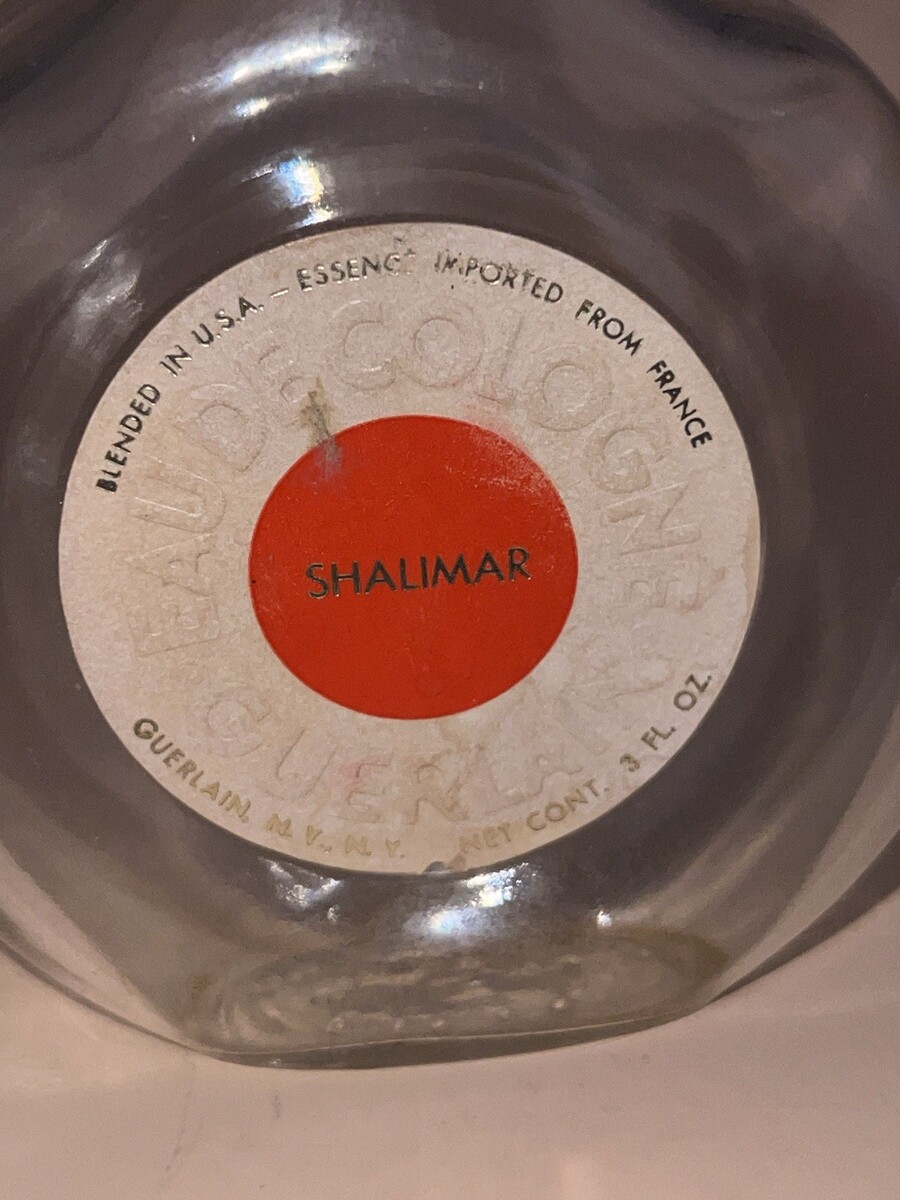 BLENDED IN U.S.A. – ESSENCE IMPORTED FROM FRANCE
EAU DE COLOGNE
SHALIMAR
GUERLAIN
GUERLAIN, N. Y., N. Y. NET CONT. 3 FL. OZ.